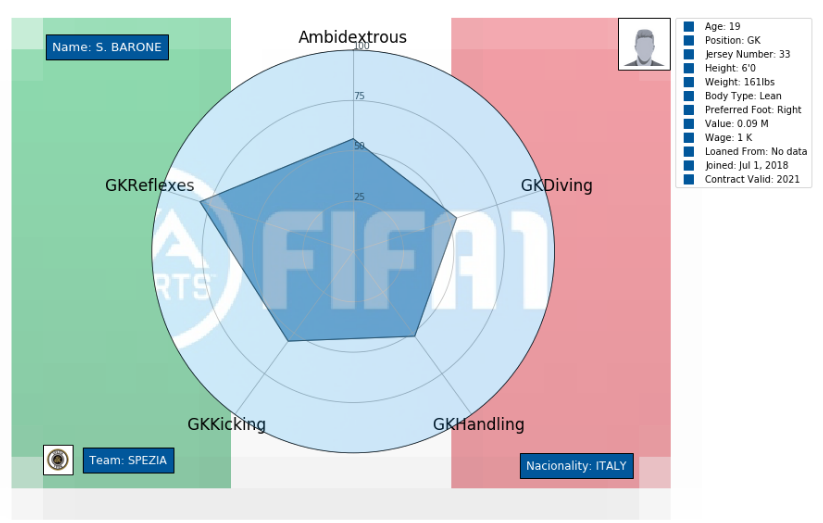 Ambidextrous
Name: S. BARONE
100
75
50
25
GKReflexes
GKDiving
FIFA1
RTS
GKKicking
GKHandling
Team: SPEZIA
Nacionality: ITALY
Age: 19
Position: GK
Jersey Number: 33
Height: 6'0
Weight: 161lbs
Body Type: Lean
Preferred Foot: Right
Value: 0.09 M
Wage: 1 K
Loaned From: No data
Joined: Jul 1, 2018
Contract Valid: 2021